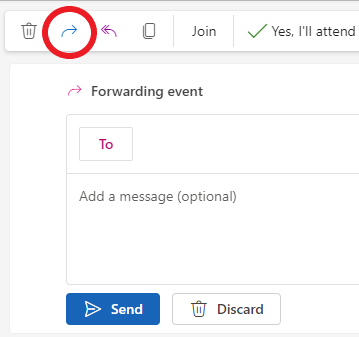 Join
Yes, I'll attend
Forwarding event
To
Add a message (optional)
Send
Discard